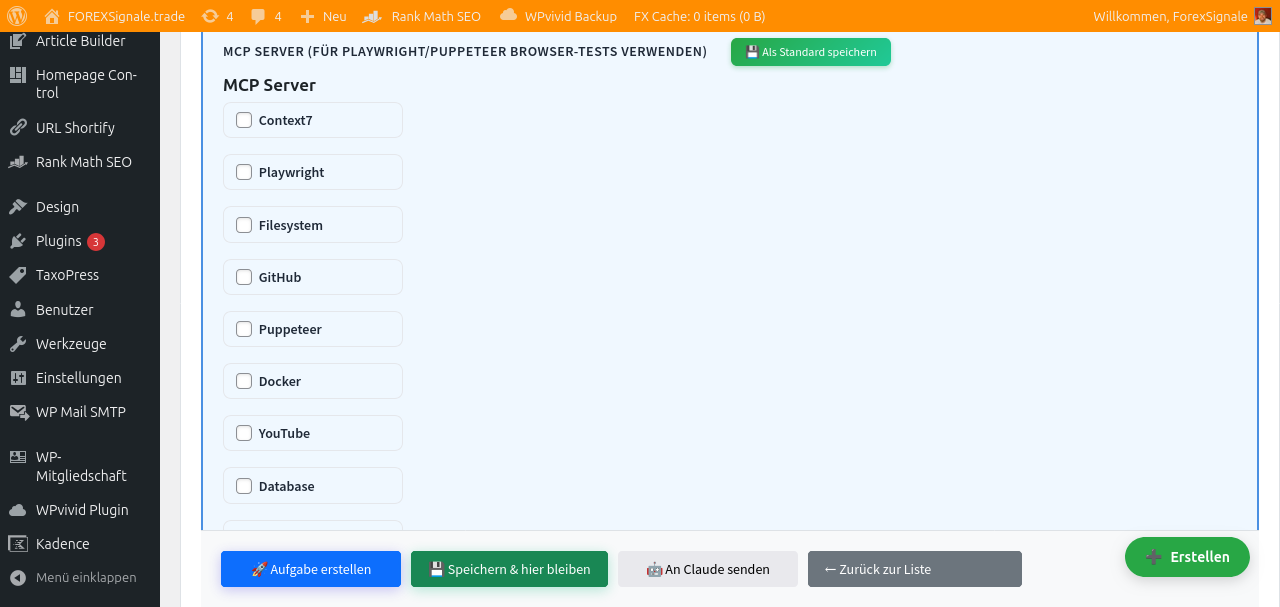 FOREXSignale.trade 4 4 Neu Rank Math SEO WPvivid Backup FX Cache: 0 items (0 B) Willkommen, ForexSignale
Article Builder
Homepage Con-
trol
URL Shortify
Rank Math SEO
Design
Plugins 3
TaxoPress
Benutzer
Werkzeuge
Einstellungen
WP Mail SMTP
WP-
Mitgliedschaft
WPvivid Plugin
Kadence
Menü einklappen
MCP SERVER (FÜR PLAYWRIGHT/PUPPETEER BROWSER-TESTS VERWENDEN) 💾 Als Standard speichern
MCP Server
Context7
Playwright
Filesystem
GitHub
Puppeteer
Docker
YouTube
Database
🚀 Aufgabe erstellen 💾 Speichern & hier bleiben 🤖 An Claude senden ← Zurück zur Liste ➕ Erstellen